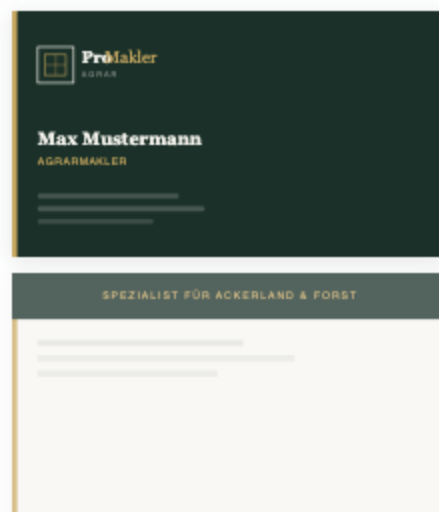 ProMakler
AGRAR
Max Mustermann
AGRARMAKLER
SPEZIALIST FÜR ACKERLAND & FORST